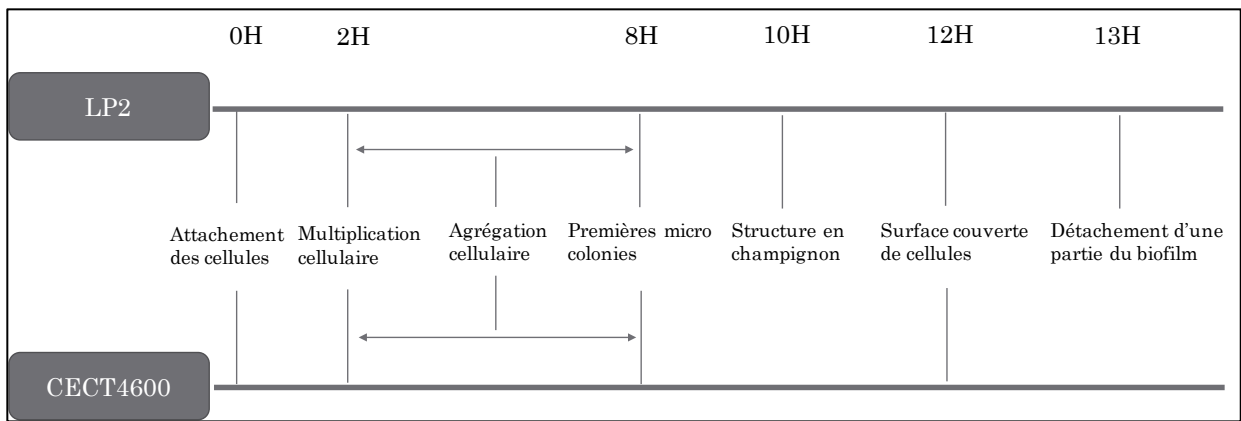 0H 2H 8H 10H 12H 13H
LP2
Attachement
des cellules
Multiplication
cellulaire
Agrégation
cellulaire
Premières micro
colonies
Structure en
champignon
Surface couverte
de cellules
Détachement d'une
partie du biofilm
CECT4600